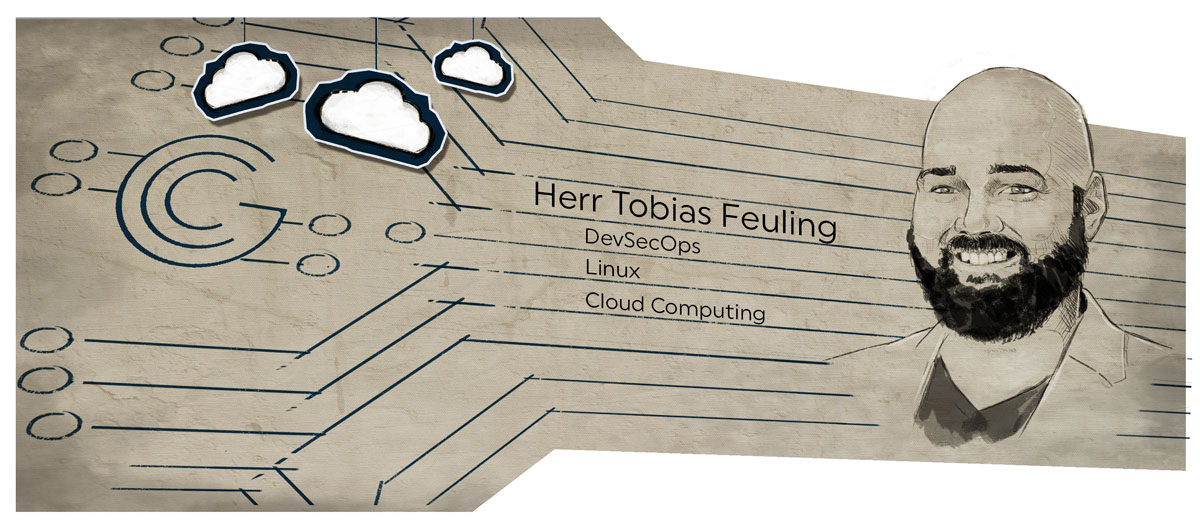 Herr Tobias Feuling
DevSecOps
Linux
Cloud Computing